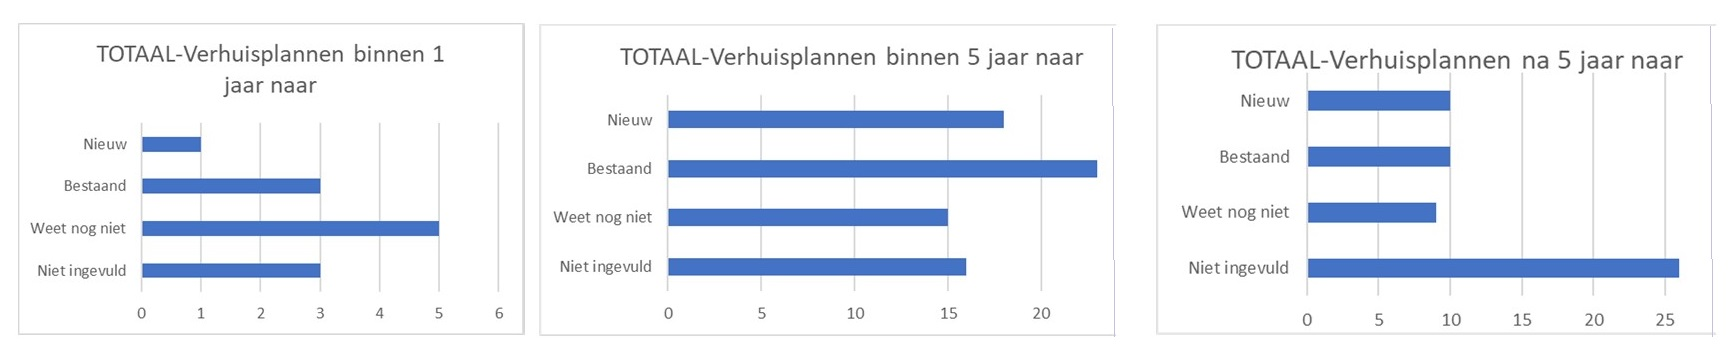 TOTAAL-Verhuisplannen binnen 1
jaar naar
Nieuw
Bestaand
Weet nog niet
Niet ingevuld
0 1 2 3 4 5 6
TOTAAL-Verhuisplannen binnen 5 jaar naar
Nieuw
Bestaand
Weet nog niet
Niet ingevuld
0 5 10 15 20
TOTAAL-Verhuisplannen na 5 jaar naar
Nieuw
Bestaand
Weet nog niet
Niet ingevuld
0 5 10 15 20 25